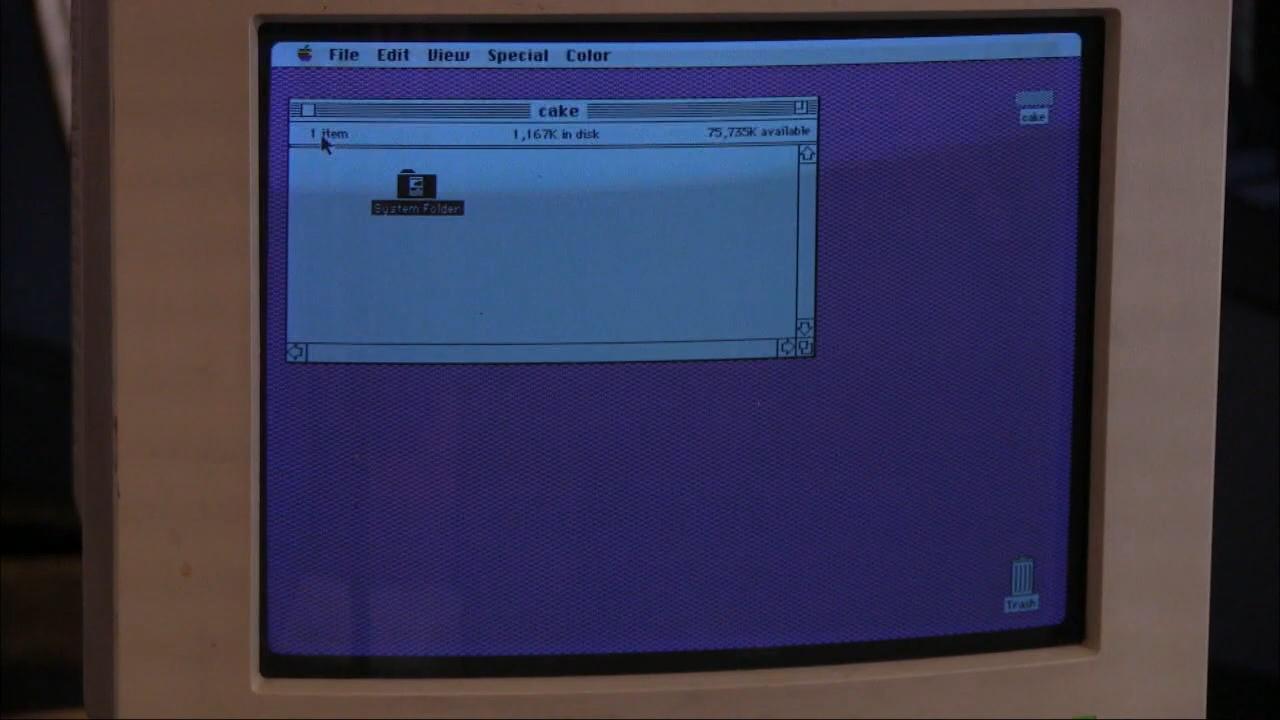 File Edit View Special Color
cake
1 item 1,167K in disk 75,735K available
System Folder
cake
Trash